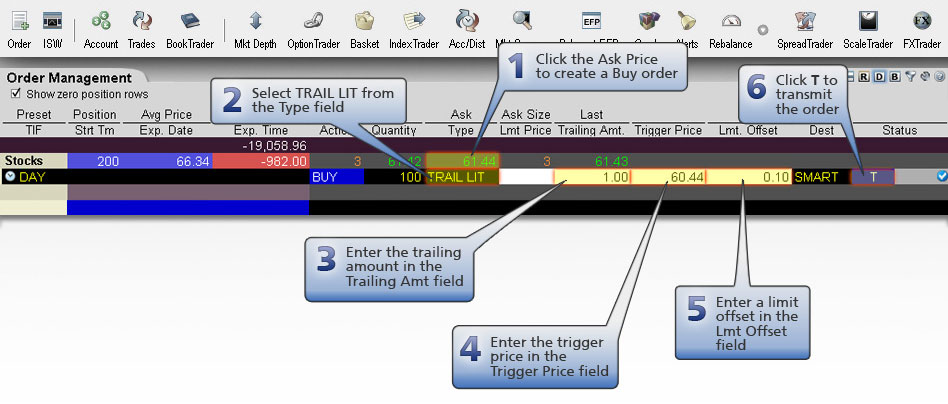 EFP
FX
Order
ISW
Account
Trades
BookTrader
Mkt Depth
OptionTrader
Basket
IndexTrader
Acc/Dist
Alerts
Rebalance
SpreadTrader
ScaleTrader
FXTrader
1 Click the Ask Price
to create a Buy order
Order Management
R D B
Show zero position rows
2 Select TRAIL LIT from
the Type field
6 Click T to
transmit
the order
Preset Position Avg Price Ask Ask Size Last
TIF Strt Tm Exp. Date Exp. Time Action Quantity Type Lmt Price Trailing Amt. Trigger Price Lmt. Offset Dest Status
-19,058.96
Stocks 200 66.34 -982.00 3 61.42 61.44 3 61.43
DAY BUY 100 TRAIL LIT 1.00 60.44 0.10 SMART T
3 Enter the trailing
amount in the
Trailing Amt field
4 Enter the trigger
price in the
Trigger Price field
5 Enter a limit
offset in the
Lmt Offset
field